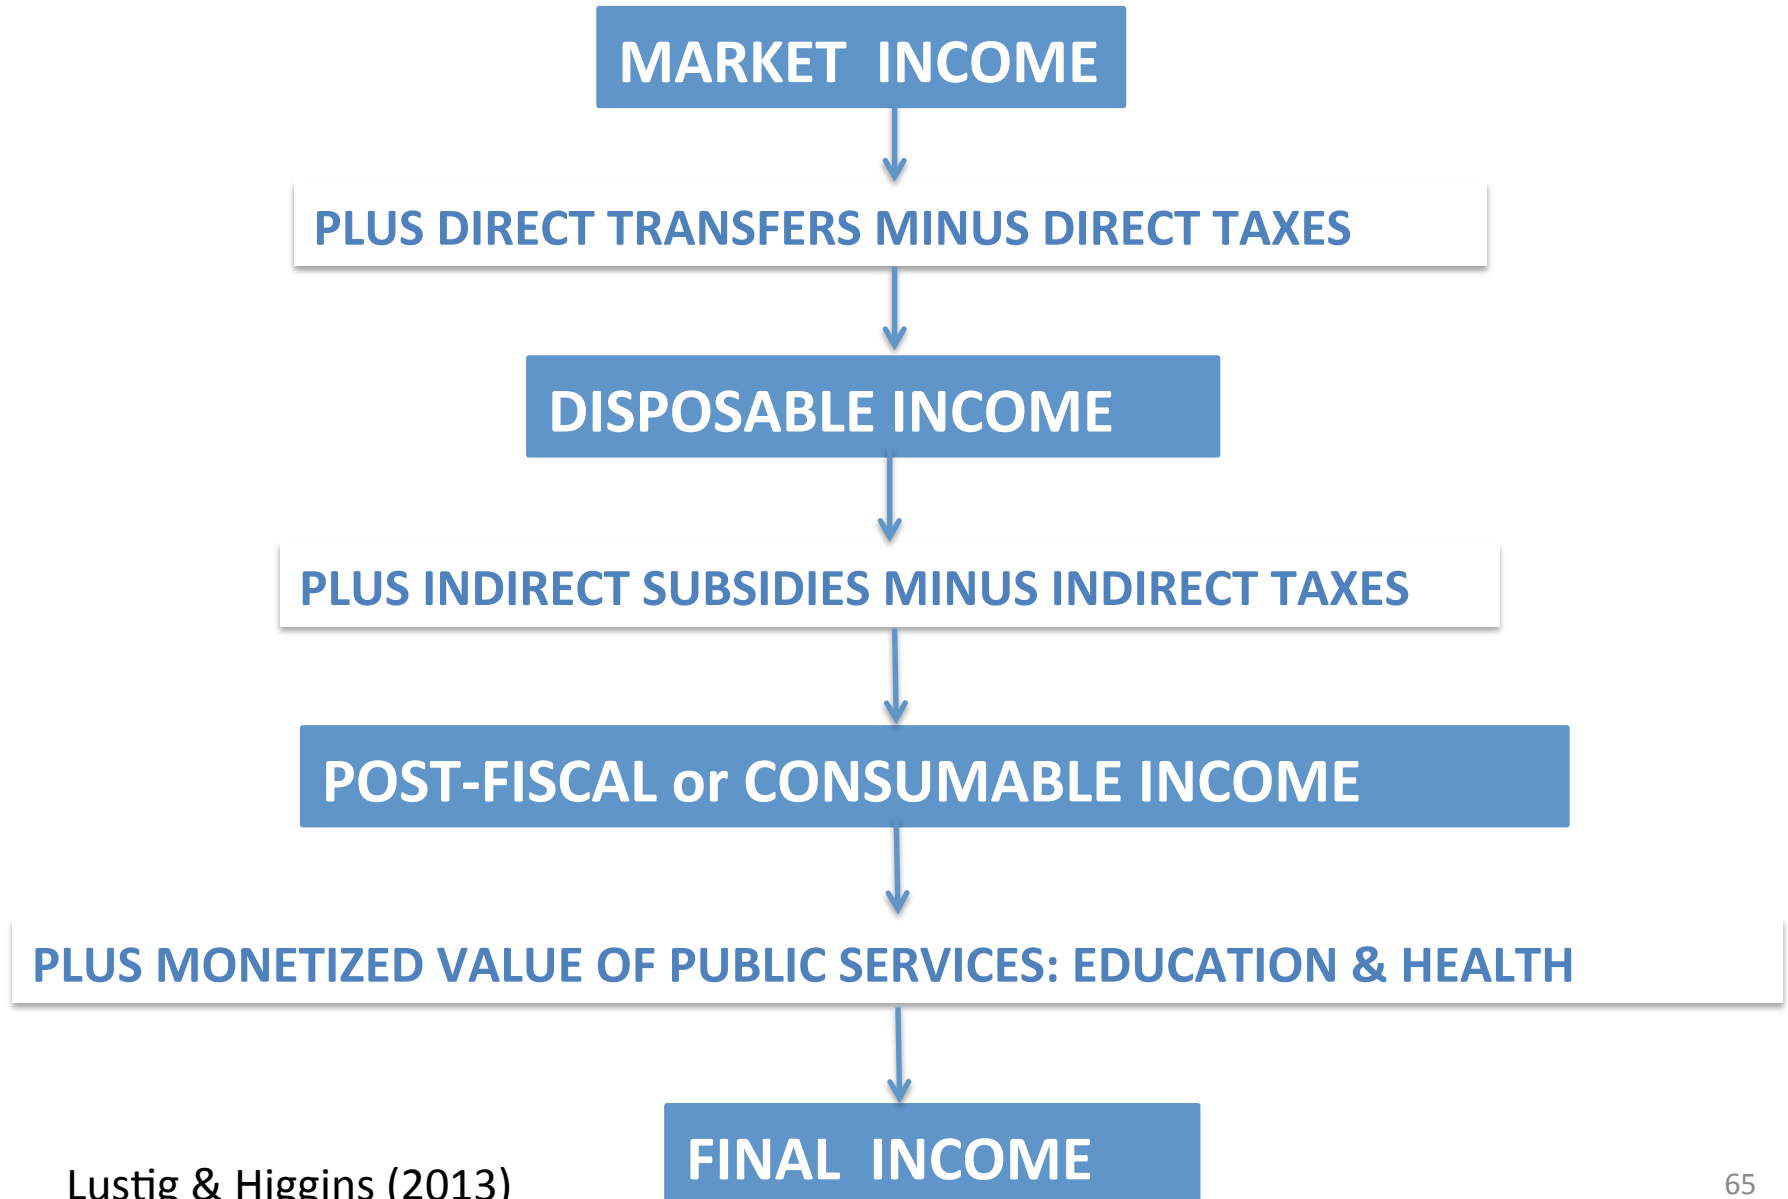 MARKET INCOME
PLUS DIRECT TRANSFERS MINUS DIRECT TAXES
DISPOSABLE INCOME
PLUS INDIRECT SUBSIDIES MINUS INDIRECT TAXES
POST-FISCAL or CONSUMABLE INCOME
PLUS MONETIZED VALUE OF PUBLIC SERVICES: EDUCATION & HEALTH
FINAL INCOME
Lustig & Higgins (2013)
65